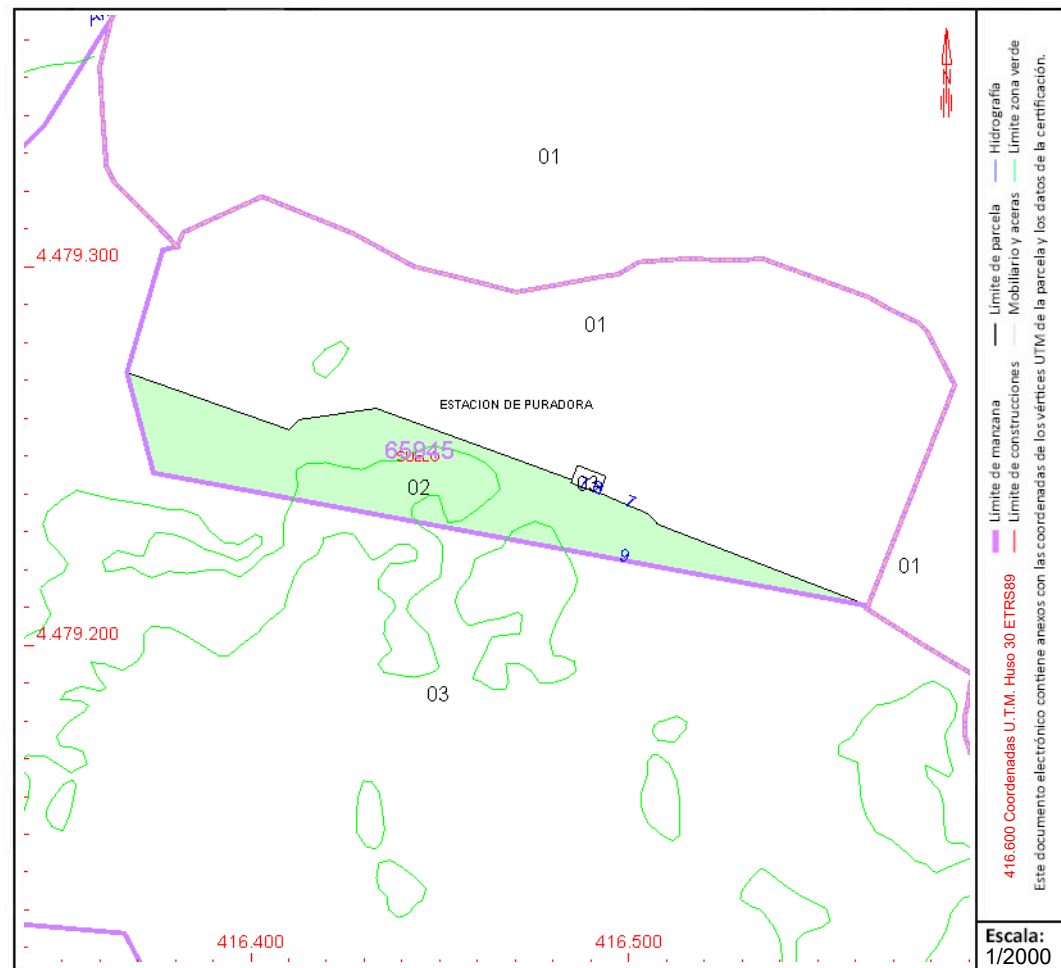 01
N
4.479.300
01
ESTACION DE PURADORA
65945
SUELO
02
03
7
9
01
4.479.200
03
416.400
416.500
Límite de manzana
Límite de parcela
Hidrografía
Límite de construcciones
Mobiliario y aceras
Límite zona verde
416.600 Coordenadas U.T.M. Huso 30 ETRS89
Este documento electrónico contiene anexos con las coordenadas de los vértices UTM de la parcela y los datos de la certificación.
Escala:
1/2000